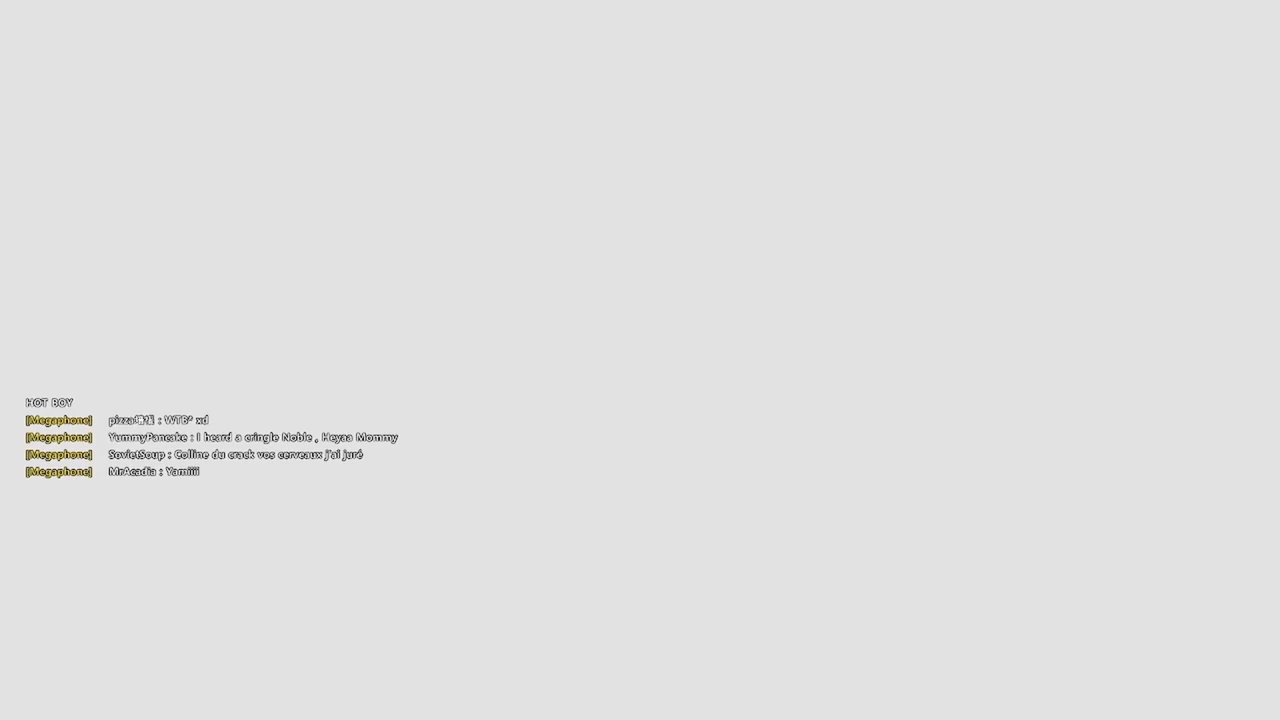 HOT BOY
[Megaphone] : WTB* xd
[Megaphone] YummyPancake : I heard a cringle Noble , Heyaa Mommy
[Megaphone] SovietSoup : Colline du crack vos cerveaux j'ai juré
[Megaphone] MrAcadia : Yamiiii